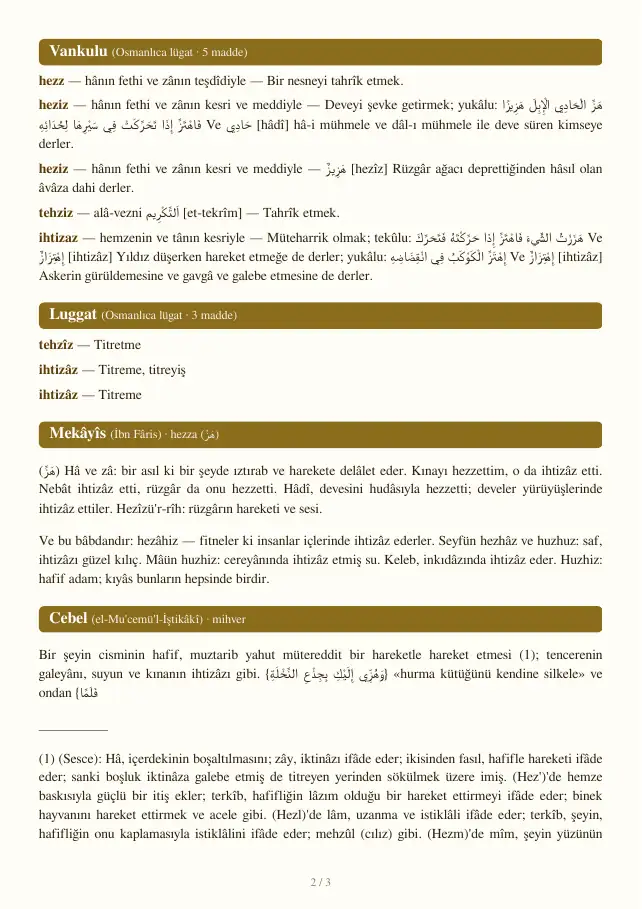 Vankulu (Osmanlıca lügat · 5 madde)
hezz — hânın fethi ve zânın teşdîdiyle — Bir nesneyi tahrîk etmek.
heziz — hânın fethi ve zânın kesri ve meddiyle — Deveyi şevke getirmek; yukâlu: هَزَّ الْحَادِي الْإِبِلَ هَزِيزًا
فَاهْتَزَّ إِذَا تَحَرَّكَتْ فِي سَيْرِهَا لِحُدَائِهِ Ve حَادِي [hâdî] hâ-i mühmele ve dâl-ı mühmele ile deve süren kimseye
derler.
heziz — hânın fethi ve zânın kesri ve meddiyle — هَزِيزٌ [hezîz] Rüzgâr ağacı deprettiğinden hâsıl olan
âvâza dahi derler.
tehziz — alâ-vezni اَلتَّكْرِيم [et-tekrîm] — Tahrîk etmek.
ihtizaz — hemzenin ve tânın kesriyle — Müteharrik olmak; tekûlu: هَزَزْتُ الشَّيْءَ فَاهْتَزَّ إِذَا حَرَّكْتَهُ فَتَحَرَّكَ Ve
إِهْتِزَازٌ [ihtizaz] Yıldız düşerken hareket etmeğe de derler; yukâlu: إِهْتَزَّ الْكَوْكَبُ فِي انْقِضَاضِهِ Ve إِهْتِزَازٌ [ihtizaz]
Askerin gürüldemesine ve gavgâ ve galebe etmesine de derler.
Luggat (Osmanlıca lügat · 3 madde)
tehzîz — Titretme
ihtizâz — Titreme, titreyiş
ihtizâz — Titreme
Mekâyîs (İbn Fâris) · hezza (هَزَّ)
(هَزَّ) Hâ ve zâ: bir asıl ki bir şeyde ıztırab ve harekete delâlet eder. Kınayı hezzettim, o da ihtizâz etti.
Nebât ihtizâz etti, rüzgâr da onu hezzetti. Hâdî, devesini hudâsıyla hezzetti; develer yürüyüşlerinde
ihtizâz ettiler. Hezîzü'r-rîh: rüzgârın hareketi ve sesi.
Ve bu bâbdandır: hezâhiz — fitneler ki insanlar içlerinde ihtizâz ederler. Seyfün hezhâz ve huzhuz: saf,
ihtizâzı güzel kılıç. Mâün huzhiz: cereyânında ihtizâz etmiş su. Keleb, inkıdâzında ihtizâz eder. Huzhiz:
hafif adam; kıyâs bunların hepsinde birdir.
Cebel (el-Mu'cemü'l-İştikâkî) · mihver
Bir şeyin cisminin hafif, muztarib yahut mütereddit bir hareketle hareket etmesi (1); tencerenin
galeyânı, suyun ve kınanın ihtizâzı gibi. {وَهُزِّي إِلَيْكِ بِجِذْعِ النَّخْلَةِ} «hurma kütüğünü kendine silkele» ve
ondan {فَلَمَّا
(1) (Sesce): Hâ, içerdekinin boşaltılmasını; zây, iktinâzı ifâde eder; ikisinden fasıl, hafifle hareketi ifâde
eder; sanki boşluk iktinâza galebe etmiş de titreyen yerinden sökülmek üzere imiş. (Hez')'de hemze
baskısıyla güçlü bir itiş ekler; terkîb, hafifliğin lâzım olduğu bir hareket ettirmeyi ifâde eder; binek
hayvanını hareket ettirmek ve acele gibi. (Hezl)'de lâm, uzanma ve istiklâli ifâde eder; terkîb, şeyin,
hafifliğin onu kaplamasıyla istiklâlini ifâde eder; mehzûl (cılız) gibi. (Hezm)'de mîm, şeyin yüzünün
2 / 3